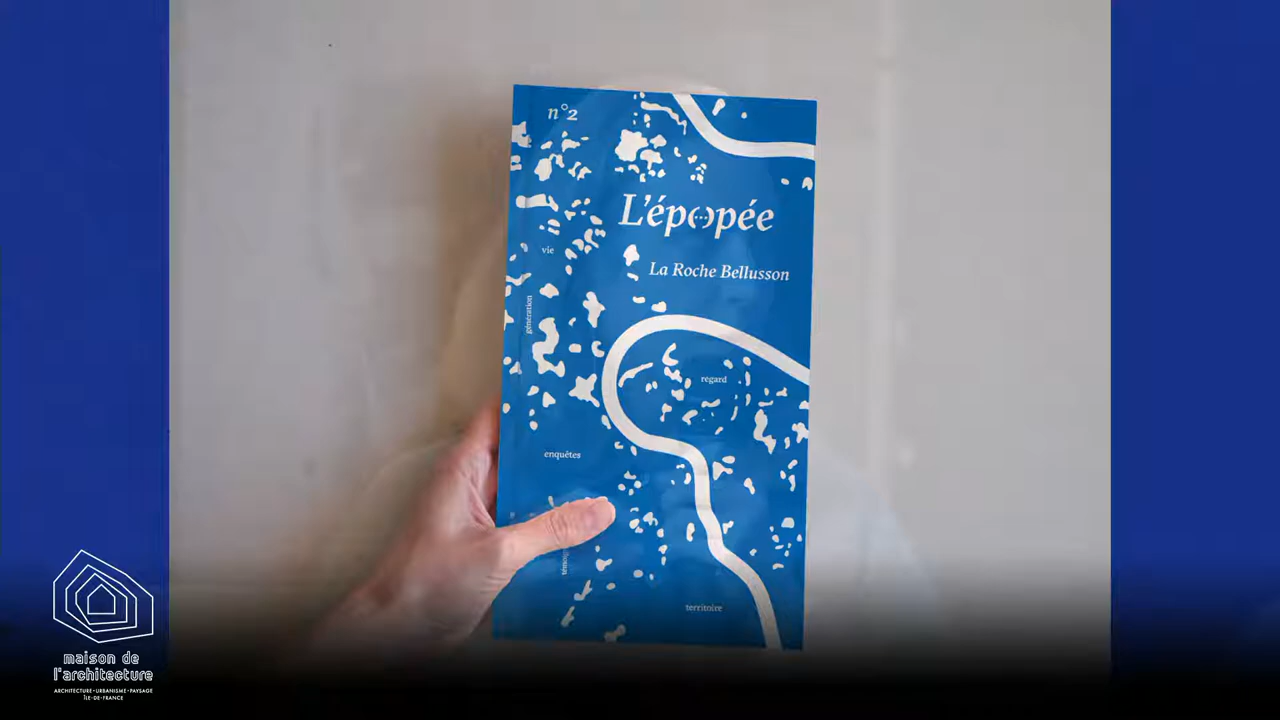 n°2
L'épopée
La Roche Bellusson
vie
génération
regard
enquêtes
territoire
maison de
l'architecture
ARCHITECTURE•URBANISME•PAYSAGE
ÎLE-DE-FRANCE